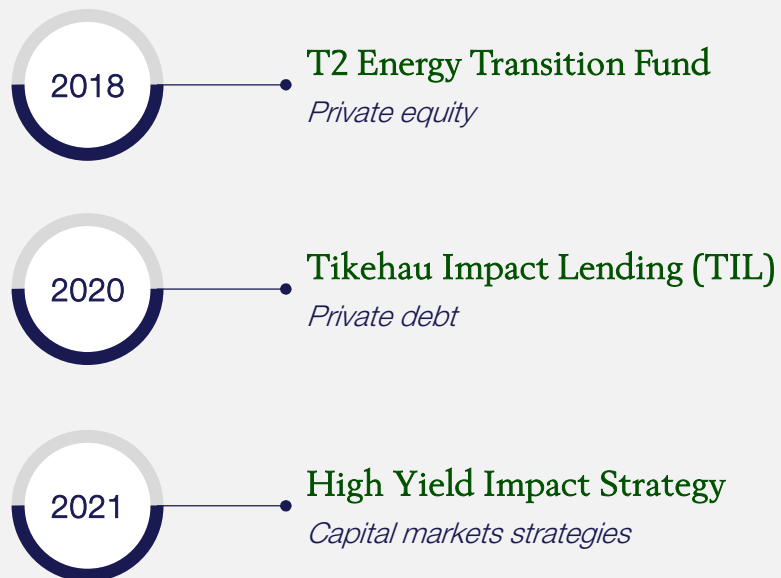 2018
T2 Energy Transition Fund
Private equity
2020
Tikehau Impact Lending (TIL)
Private debt
2021
High Yield Impact Strategy
Capital markets strategies